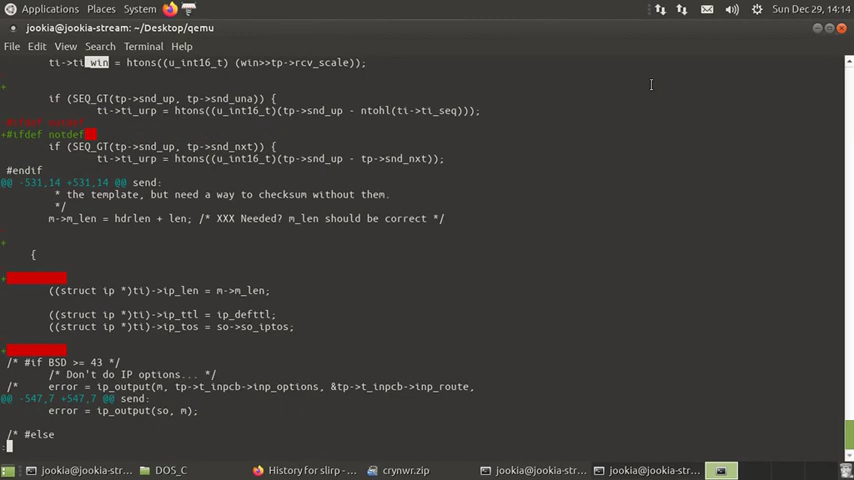 Applications Places System Sun Dec 29, 14:14
jookia@jookia-stream: ~/Desktop/qemu
File Edit View Search Terminal Help
ti->ti_win = htons((u_int16_t) (win>>tp->rcv_scale));
+
if (SEQ_GT(tp->snd_up, tp->snd_una)) {
ti->ti_urp = htons((u_int16_t)(tp->snd_up - ntohl(ti->ti_seq)));
#ifdef notdef
+#ifdef notdef
if (SEQ_GT(tp->snd_up, tp->snd_nxt)) {
ti->ti_urp = htons((u_int16_t)(tp->snd_up - tp->snd_nxt));
#endif
@@ -531,14 +531,14 @@ send:
* the template, but need a way to checksum without them.
*/
m->m_len = hdrlen + len; /* XXX Needed? m_len should be correct */
+
{
+
((struct ip *)ti)->ip_len = m->m_len;
((struct ip *)ti)->ip_ttl = ip_defttl;
((struct ip *)ti)->ip_tos = so->so_iptos;
+
/* #if BSD >= 43 */
/* Don't do IP options... */
/* error = ip_output(m, tp->t_inpcb->inp_options, &tp->t_inpcb->inp_route,
@@ -547,7 +547,7 @@ send:
error = ip_output(so, m);
/* #else
:
jookia@jookia-str... DOS_C History for slirp - ... crynwr.zip jookia@jookia-str... jookia@jookia-str...